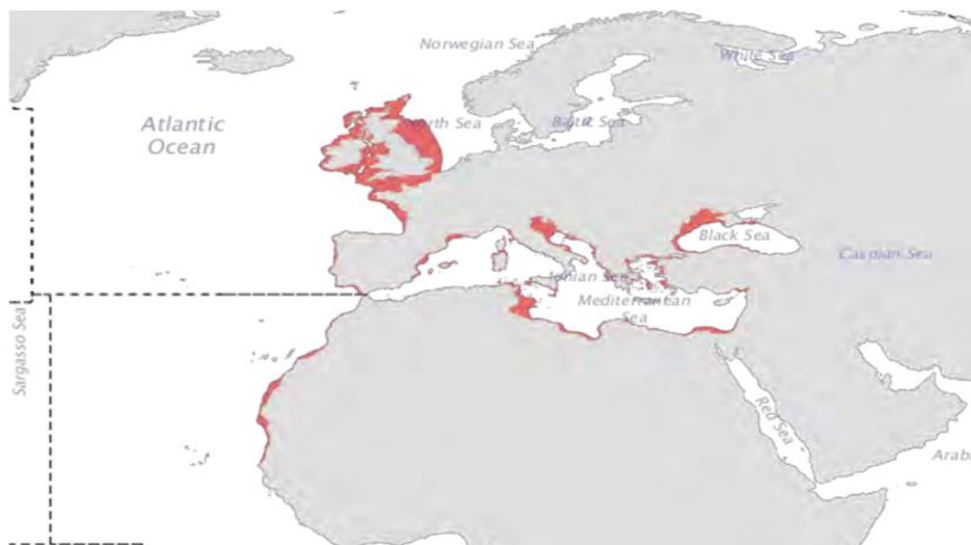 Norwegian Sea
White Sea
Atlantic
Ocean
North Sea
Baltic Sea
Black Sea
Caspian Sea
Ionian Sea
Mediterranean
Sea
Sargasso Sea
Red Sea
Arabi